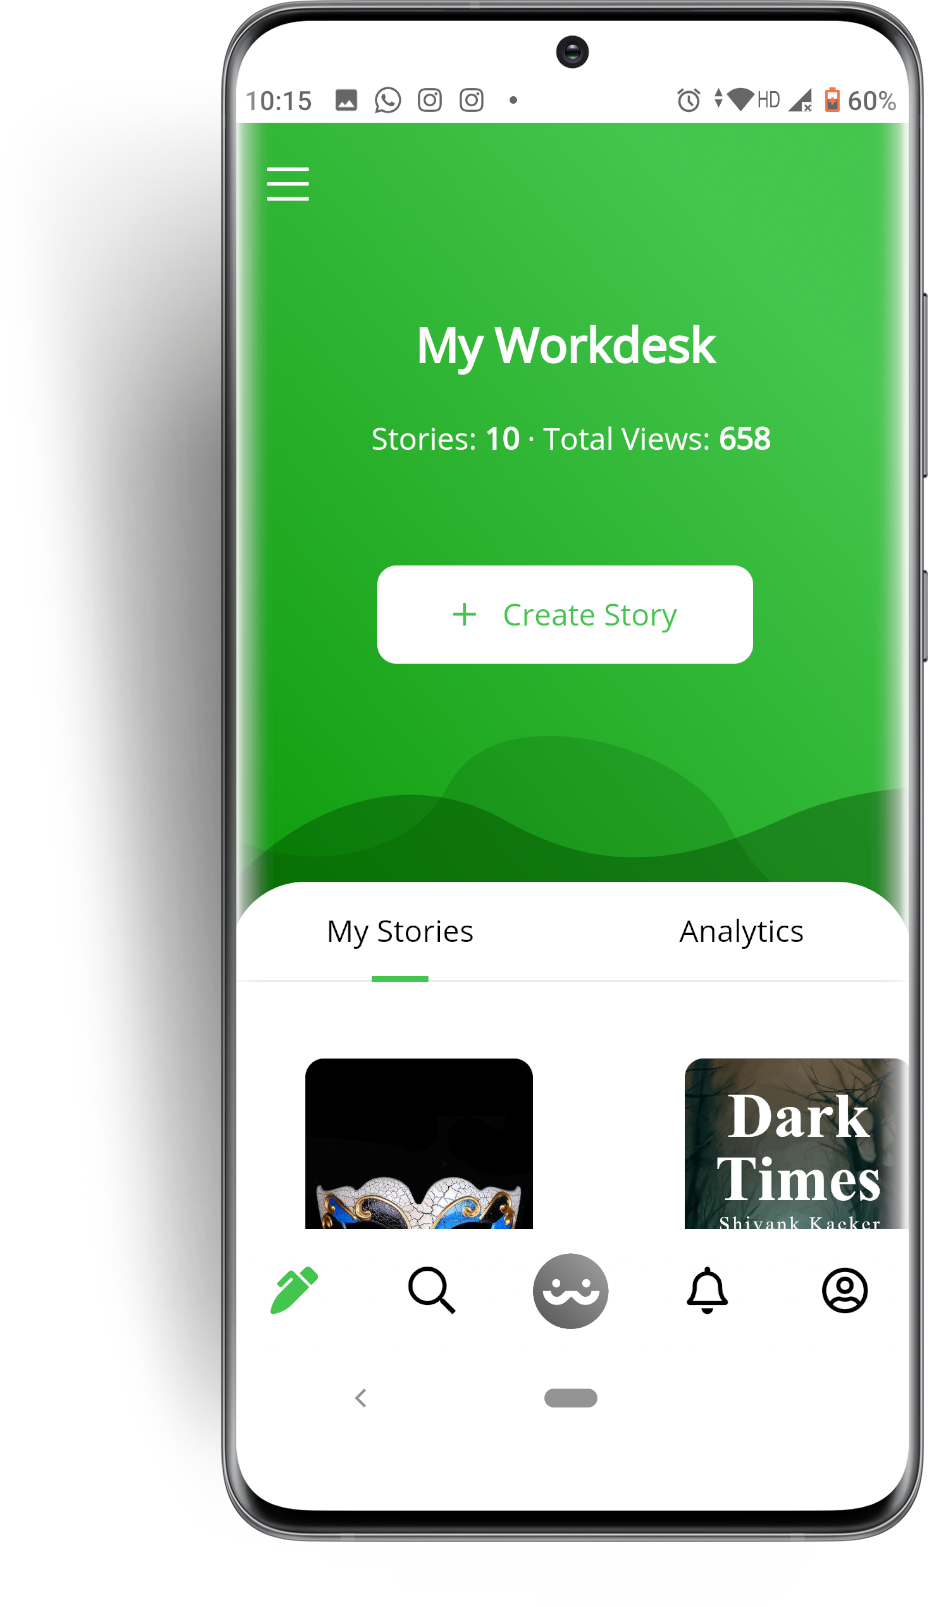 10:15 HD 60%
My Workdesk
Stories: 10 · Total Views: 658
+ Create Story
My Stories Analytics
Dark
Times
Shivank Kacker